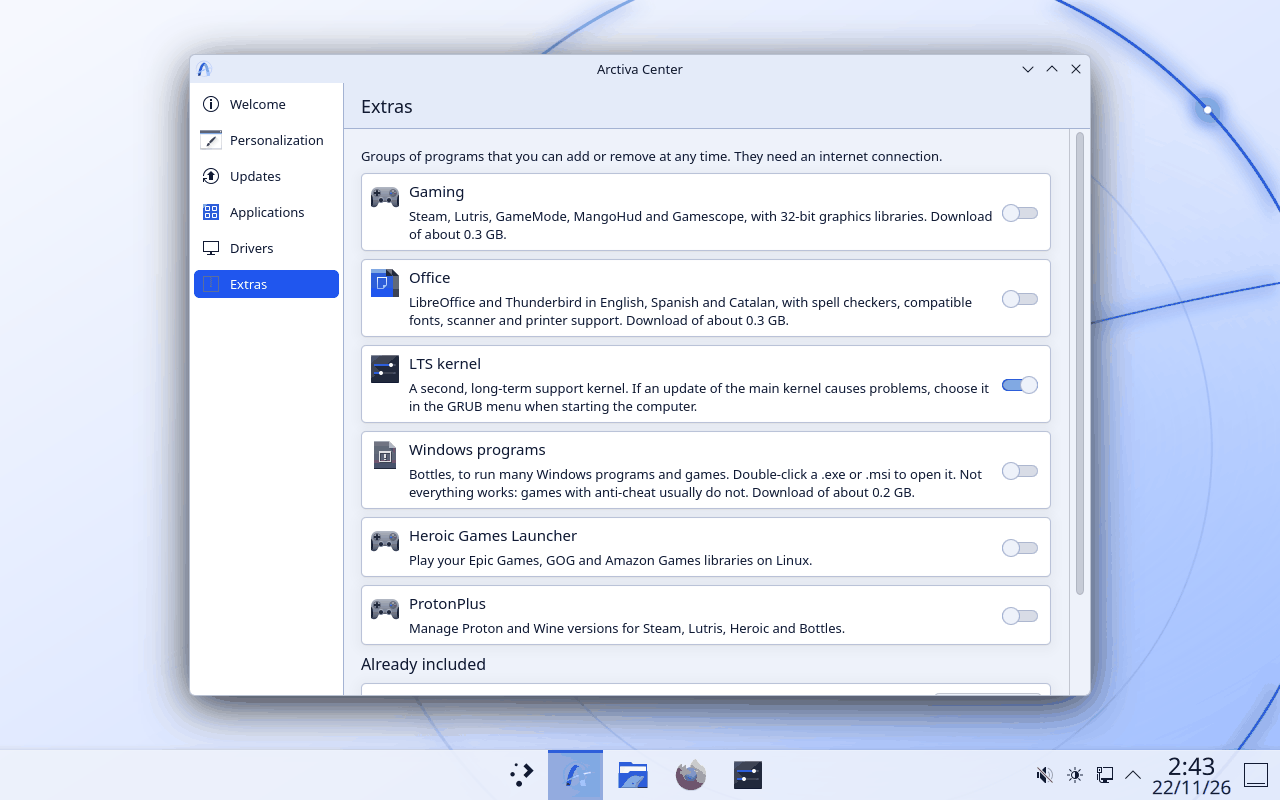 Arctiva Center
Welcome
Personalization
Updates
Applications
Drivers
Extras
Extras
Groups of programs that you can add or remove at any time. They need an internet connection.
Gaming
Steam, Lutris, GameMode, MangoHud and Gamescope, with 32-bit graphics libraries. Download
of about 0.3 GB.
Office
LibreOffice and Thunderbird in English, Spanish and Catalan, with spell checkers, compatible
fonts, scanner and printer support. Download of about 0.3 GB.
LTS kernel
A second, long-term support kernel. If an update of the main kernel causes problems, choose it
in the GRUB menu when starting the computer.
Windows programs
Bottles, to run many Windows programs and games. Double-click a .exe or .msi to open it. Not
everything works: games with anti-cheat usually do not. Download of about 0.2 GB.
Heroic Games Launcher
Play your Epic Games, GOG and Amazon Games libraries on Linux.
ProtonPlus
Manage Proton and Wine versions for Steam, Lutris, Heroic and Bottles.
Already included
2:43
22/11/26